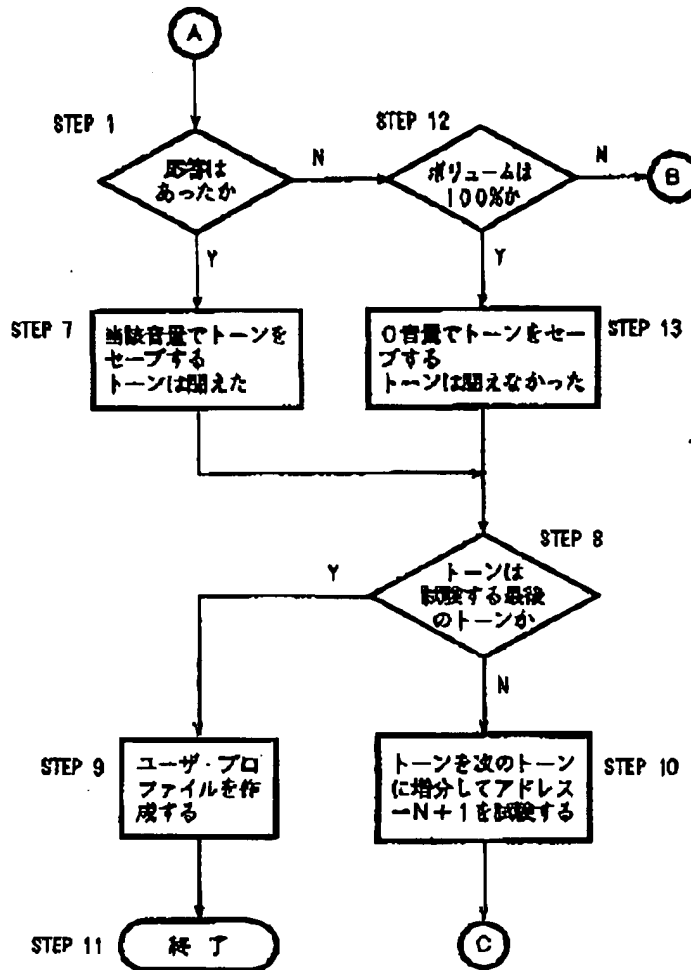 A
STEP 1
応答は
あったか
N
Y
STEP 12
ボリュームは
100%か
N
B
Y
STEP 7
当該音量でトーンを
セーブする
トーンは聞えた
0音量でトーンをセー
ブする
トーンは聞えなかった
STEP 13
STEP 8
トーンは
試験する最後
のトーンか
Y
N
STEP 9
ユーザ・プロ
ファイルを作
成する
トーンを次のトーン
に増分してアドレス
ーN+1を試験する
STEP 10
STEP 11
終了
C